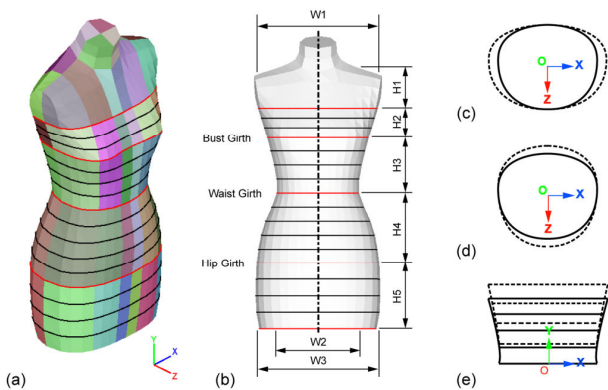 W1
H1
H2
Bust Girth
H3
Waist Girth
H4
Hip Girth
H5
W2
W3
Y
X
Z
(a)
(b)
O
X
Z
(c)
O
X
Z
(d)
Y
O
X
(e)